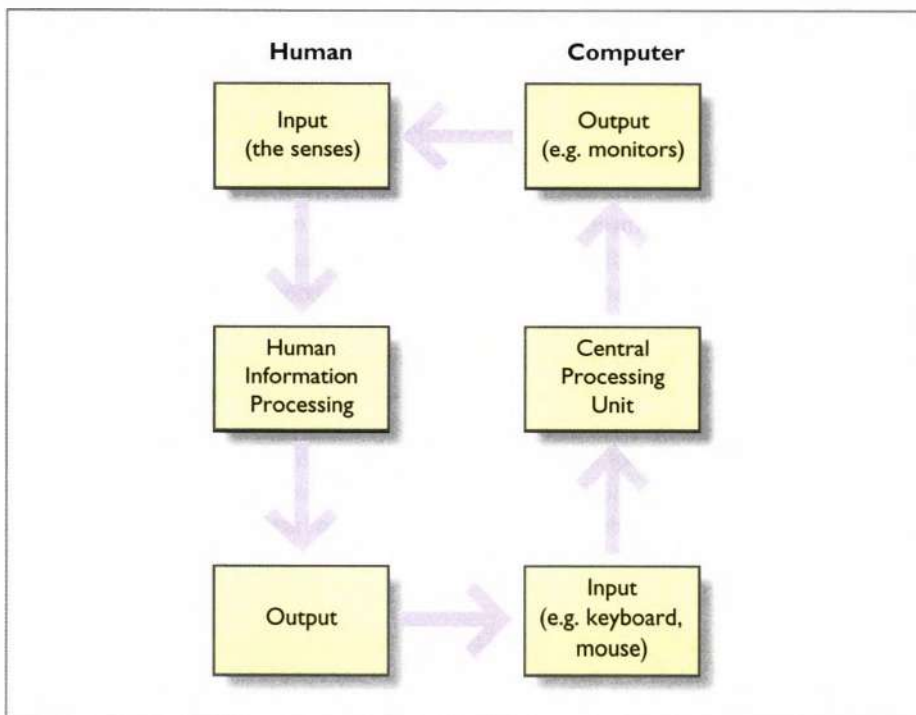 Human
Computer
Input
(the senses)
Output
(e.g. monitors)
Human
Information
Processing
Central
Processing
Unit
Output
Input
(e.g. keyboard,
mouse)